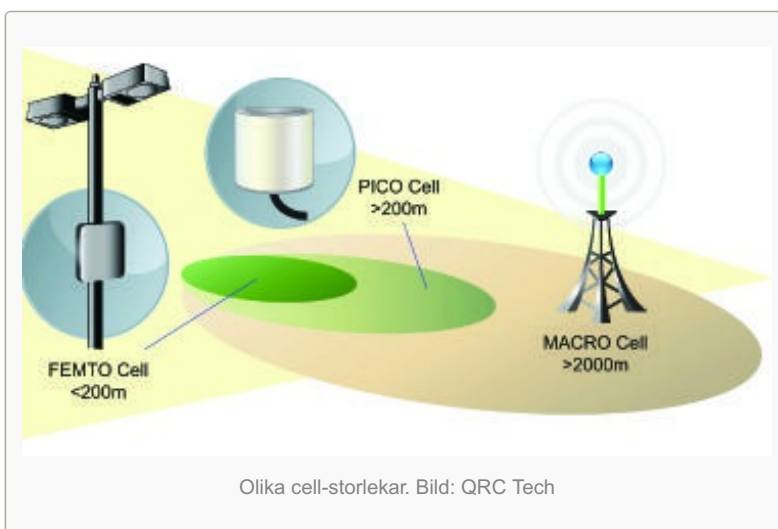 PICO Cell
>200m
FEMTO Cell
<200m
MACRO Cell
>2000m
Olika cell-storlekar. Bild: QRC Tech